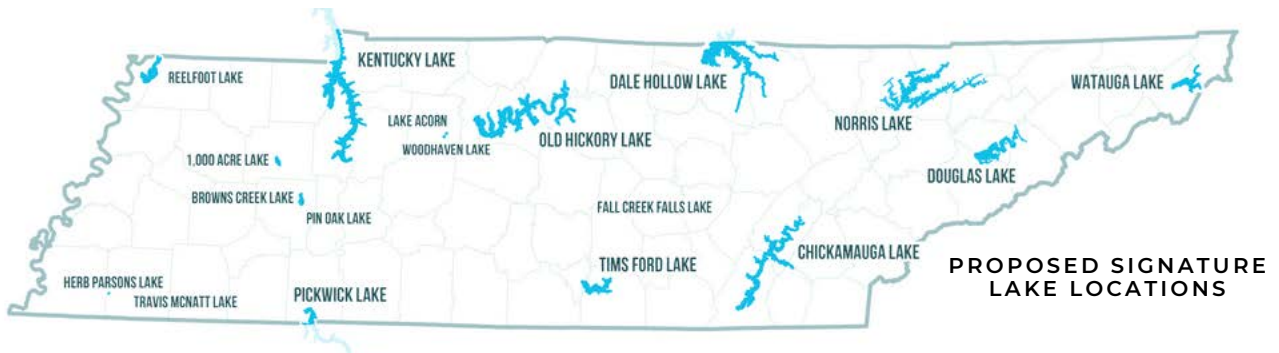 KENTUCKY LAKE
REELFOOT LAKE
DALE HOLLOW LAKE
WATAUGA LAKE
LAKE ACORN
NORRIS LAKE
WOODHAVEN LAKE
OLD HICKORY LAKE
1,000 ACRE LAKE
DOUGLAS LAKE
BROWNS CREEK LAKE
PIN OAK LAKE
FALL CREEK FALLS LAKE
CHICKAMAUGA LAKE
TIMS FORD LAKE
HERB PARSONS LAKE
TRAVIS MCNATT LAKE
PICKWICK LAKE
PROPOSED SIGNATURE
LAKE LOCATIONS